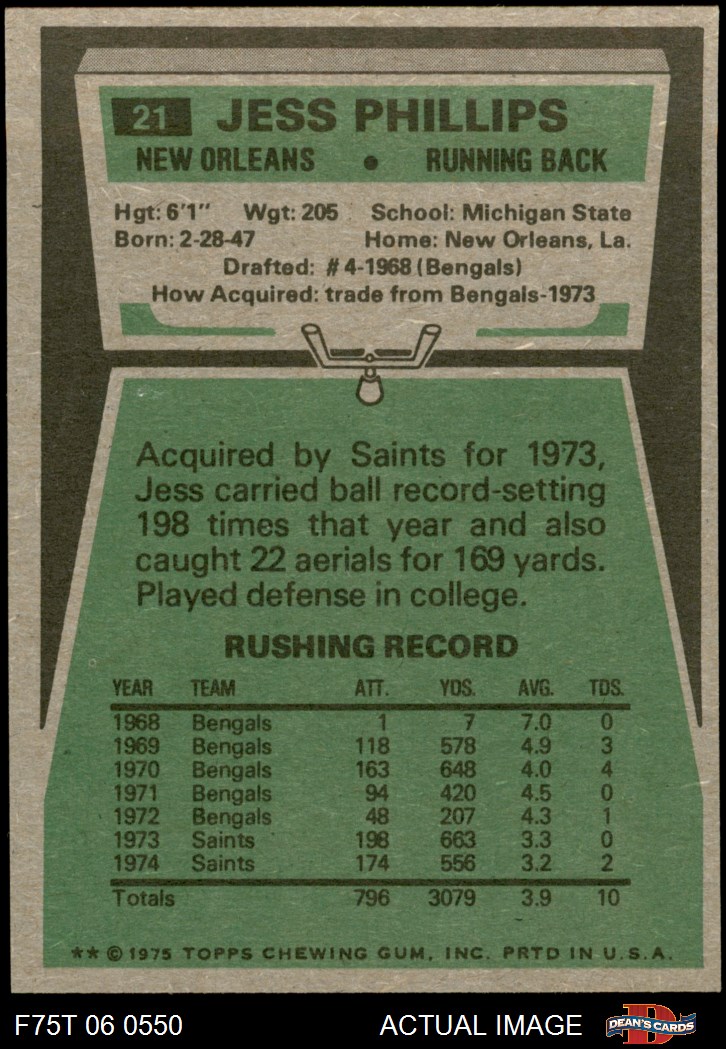 21 JESS PHILLIPS
NEW ORLEANS • RUNNING BACK
Hgt: 6'1" Wgt: 205 School: Michigan State
Born: 2-28-47 Home: New Orleans, La.
Drafted: #4-1968 (Bengals)
How Acquired: trade from Bengals-1973
Acquired by Saints for 1973,
Jess carried ball record-setting
198 times that year and also
caught 22 aerials for 169 yards.
Played defense in college.
RUSHING RECORD
YEAR TEAM ATT. YDS. AVG. TDS.
1968 Bengals 1 7 7.0 0
1969 Bengals 118 578 4.9 3
1970 Bengals 163 648 4.0 4
1971 Bengals 94 420 4.5 0
1972 Bengals 48 207 4.3 1
1973 Saints 198 663 3.3 0
1974 Saints 174 556 3.2 2
Totals 796 3079 3.9 10
** © 1975 TOPPS CHEWING GUM, INC. PRTD IN U.S.A.
F75T 06 0550 ACTUAL IMAGE D DEAN'S CARDS